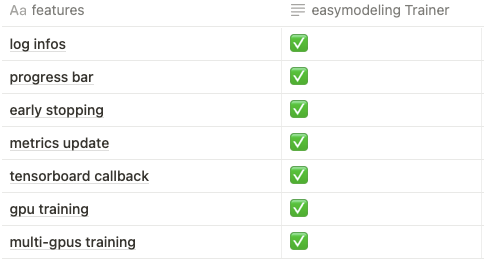 Aa features easymodeling Trainer
log infos ✅
progress bar ✅
early stopping ✅
metrics update ✅
tensorboard callback ✅
gpu training ✅
multi-gpus training ✅